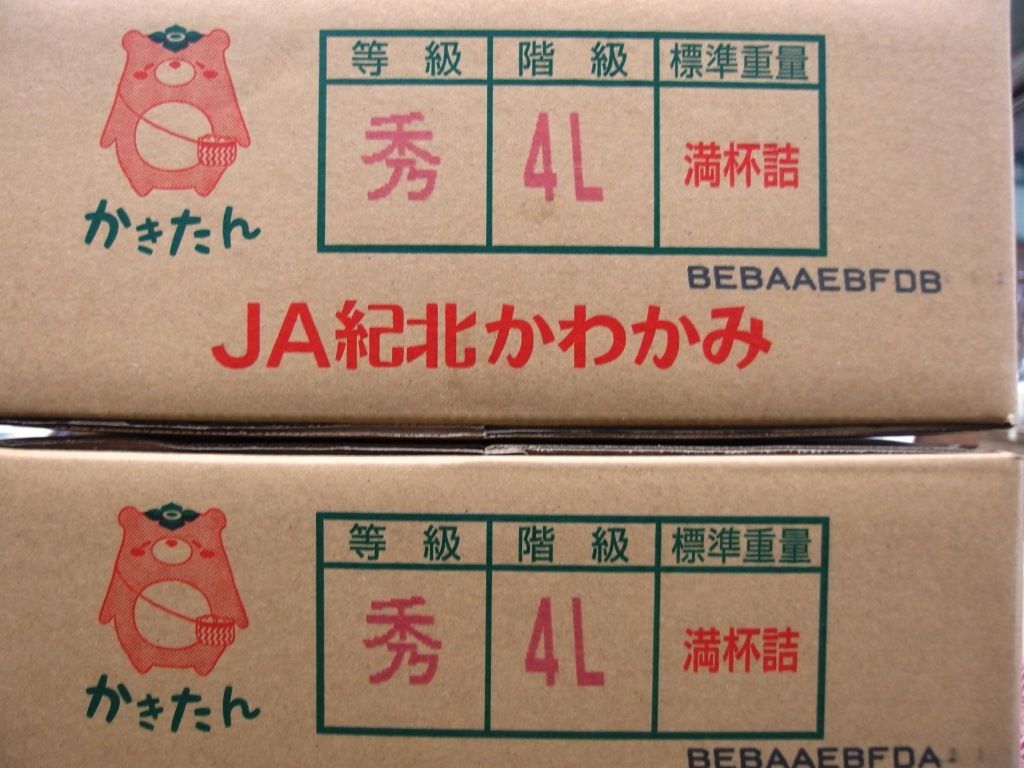 等級 階級 標準重量
秀 4L 満杯詰
かきたん
BEBAAEBFDB
JA紀北かわかみ
等級 階級 標準重量
秀 4L 満杯詰
かきたん
BEBAAEBFDA